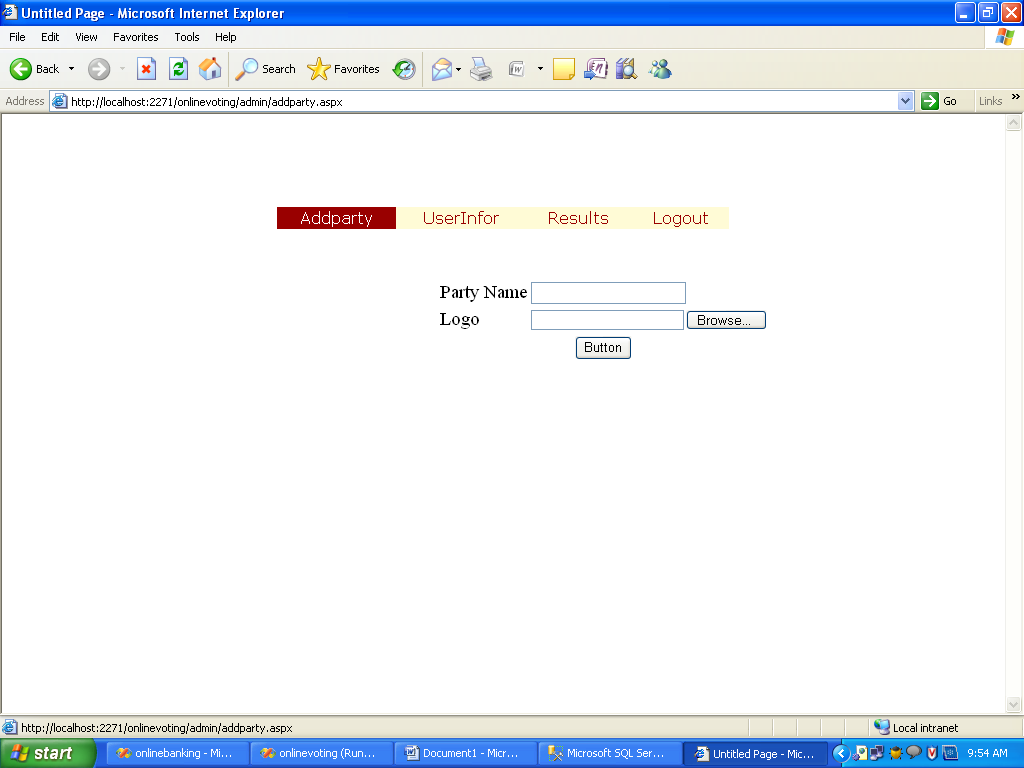 Untitled Page - Microsoft Internet Explorer
File Edit View Favorites Tools Help
Back Search Favorites
Address http://localhost:2271/onlinevoting/admin/addparty.aspx Go Links »
Addparty UserInfor Results Logout
Party Name
Logo Browse...
Button
http://localhost:2271/onlinevoting/admin/addparty.aspx Local intranet
start onlinebanking - Mi... onlinevoting (Run... Document1 - Micr... Microsoft SQL Ser... Untitled Page - Mic... 9:54 AM